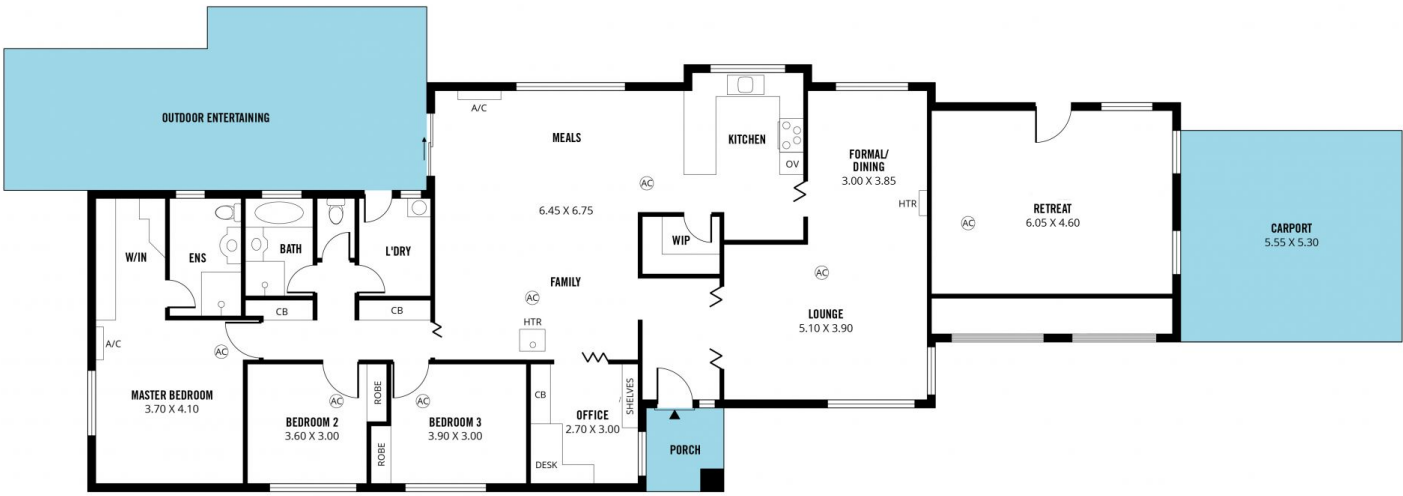 OUTDOOR ENTERTAINING
A/C
MEALS
KITCHEN
OV
FORMAL/
DINING
3.00 X 3.85
HTR
AC
6.45 X 6.75
AC
RETREAT
6.05 X 4.60
CARPORT
5.55 X 5.30
W/IN
ENS
BATH
L'DRY
WIP
FAMILY
AC
HTR
AC
LOUNGE
5.10 X 3.90
CB
CB
A/C
AC
MASTER BEDROOM
3.70 X 4.10
AC
BEDROOM 2
3.60 X 3.00
ROBE
ROBE
AC
BEDROOM 3
3.90 X 3.00
CB
SHELVES
OFFICE
2.70 X 3.00
DESK
PORCH